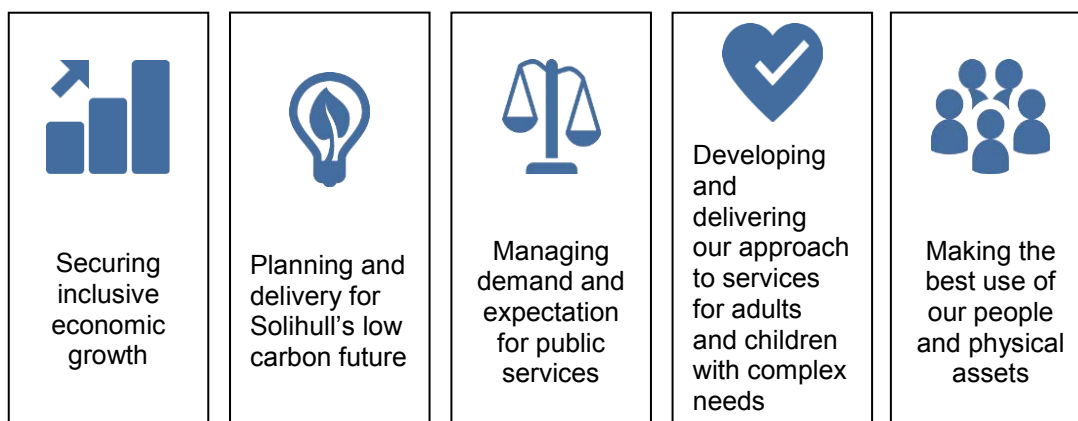 Securing
inclusive
economic
growth
Planning and
delivery for
Solihull’s low
carbon future
Managing
demand and
expectation
for public
services
Developing
and
delivering
our approach
to services
for adults
and children
with complex
needs
Making the
best use of
our people
and physical
assets